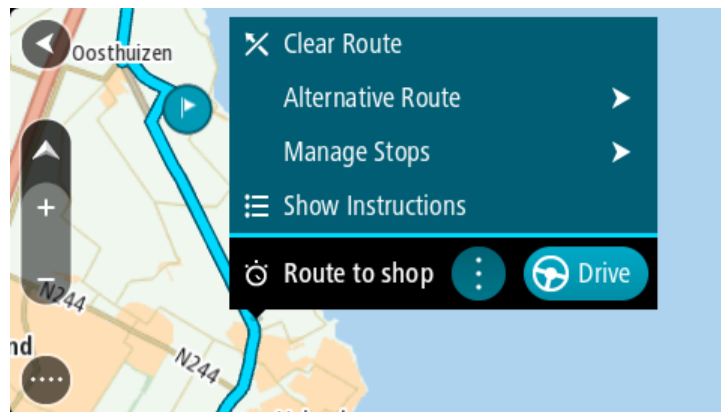 Oosthuizen
Clear Route
Alternative Route
Manage Stops
Show Instructions
Route to shop
Drive
N244
N244
nd